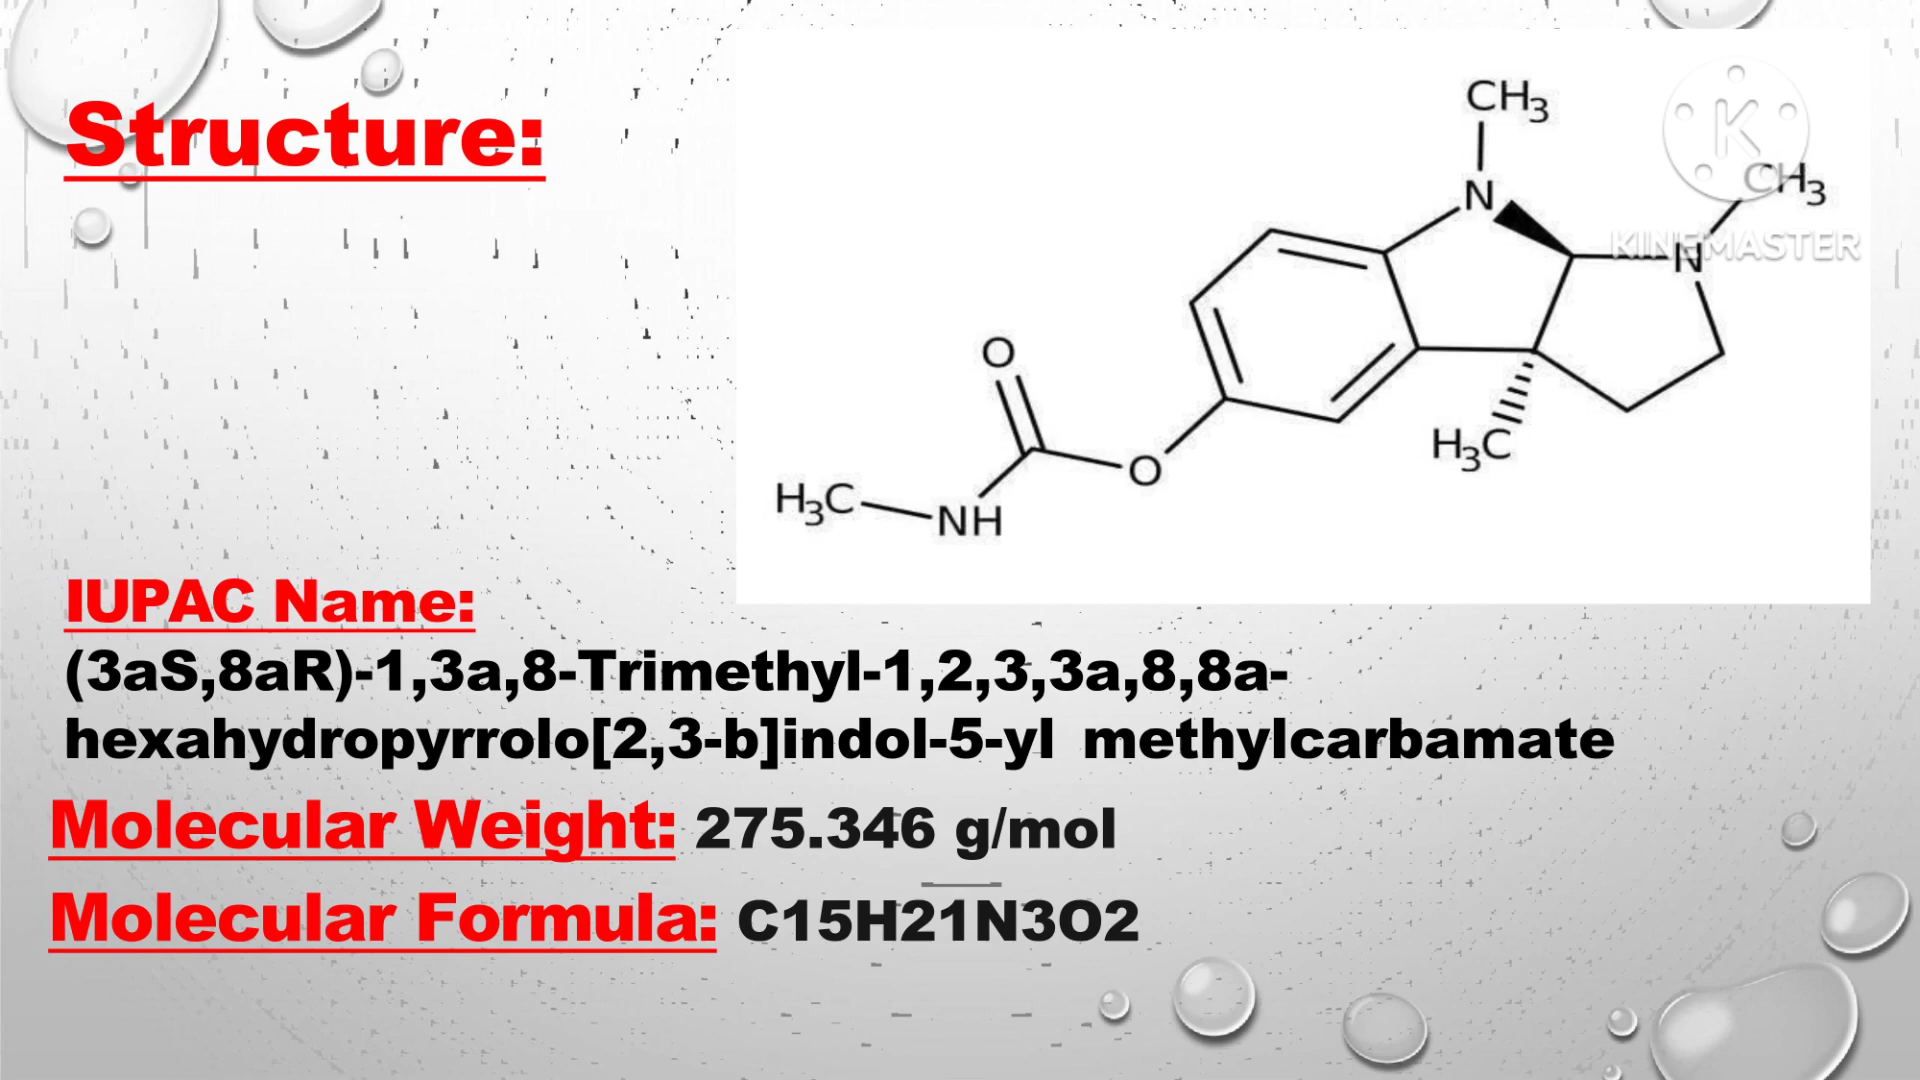 Structure:
CH3
K
CH3
N
N
KINEMASTER
O
H3C
O
H3C
NH
IUPAC Name:
(3aS,8aR)-1,3a,8-Trimethyl-1,2,3,3a,8,8a-
hexahydropyrrolo[2,3-b]indol-5-yl methylcarbamate
Molecular Weight: 275.346 g/mol
Molecular Formula: C15H21N3O2